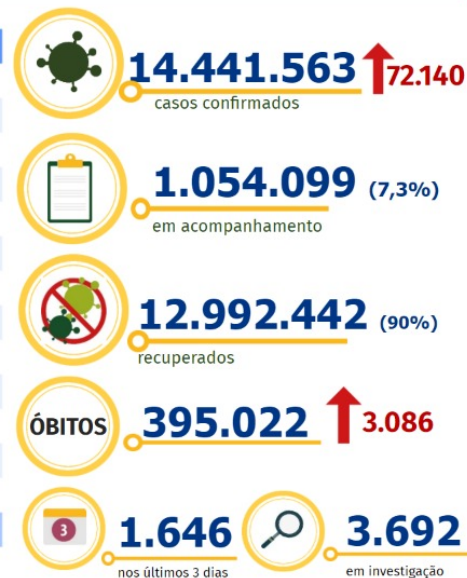 14.441.563 72.140
casos confirmados
1.054.099 (7,3%)
em acompanhamento
12.992.442 (90%)
recuperados
ÓBITOS 395.022 3.086
3 1.646 3.692
nos últimos 3 dias em investigação